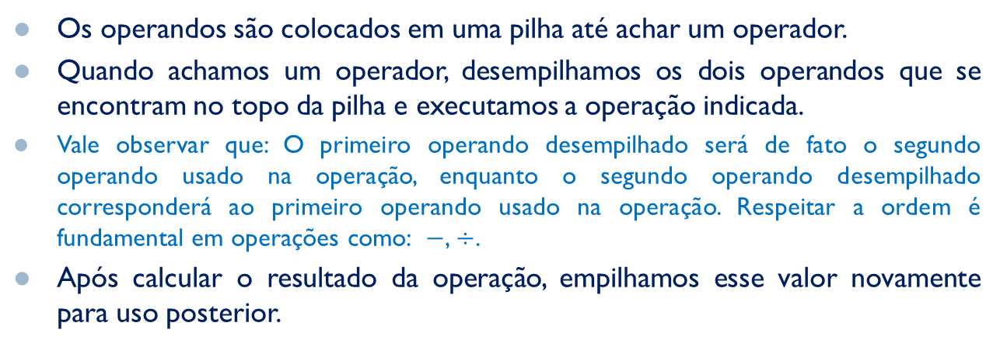 ● Os operandos são colocados em uma pilha até achar um operador.
● Quando achamos um operador, desempilhamos os dois operandos que se
encontram no topo da pilha e executamos a operação indicada.
● Vale observar que: O primeiro operando desempilhado será de fato o segundo
operando usado na operação, enquanto o segundo operando desempilhado
corresponderá ao primeiro operando usado na operação. Respeitar a ordem é
fundamental em operações como: −, ÷.
● Após calcular o resultado da operação, empilhamos esse valor novamente
para uso posterior.